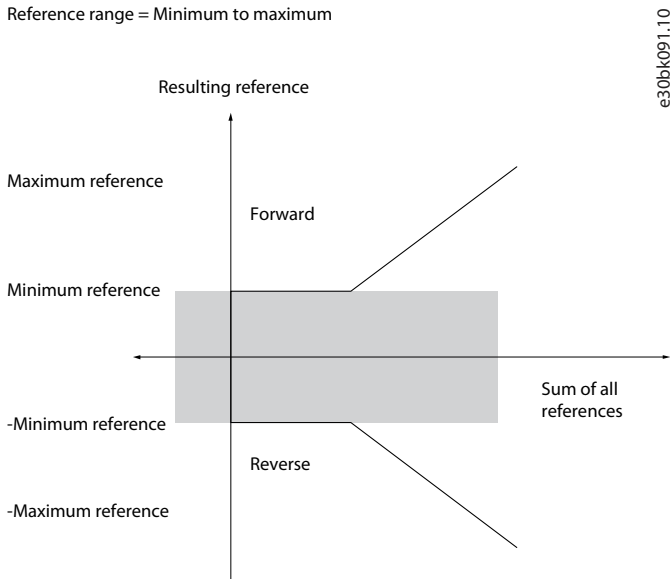 Reference range = Minimum to maximum
e30bk091.10
Resulting reference
Maximum reference
Forward
Minimum reference
Sum of all
references
-Minimum reference
Reverse
-Maximum reference